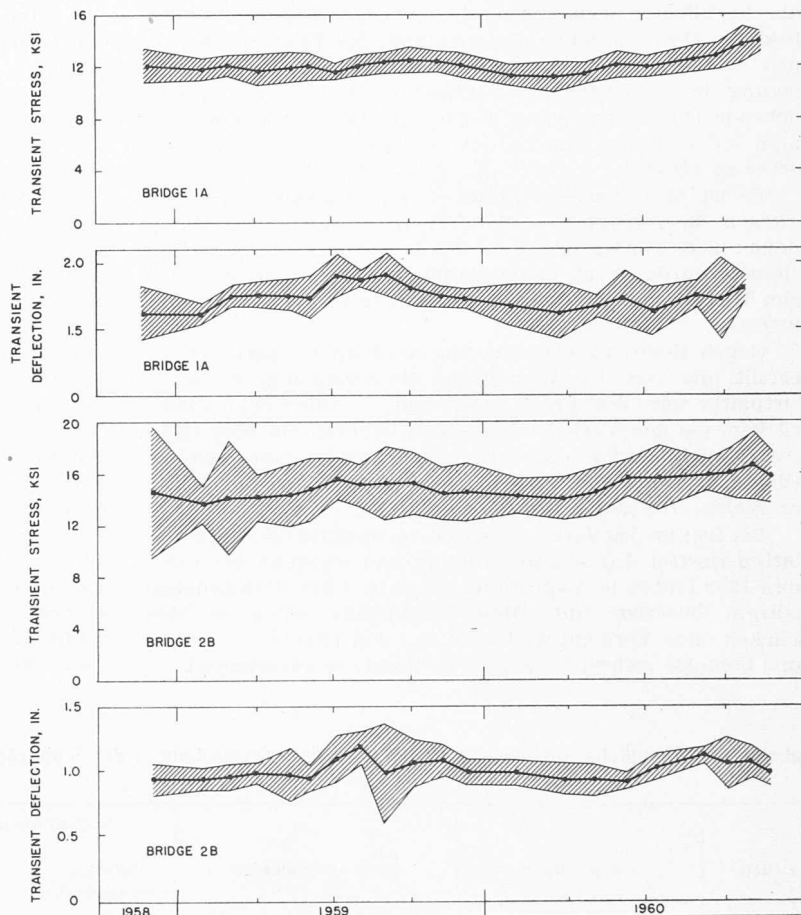 TRANSIENT STRESS, KSI
16
12
8
4
0
BRIDGE 1A
TRANSIENT
DEFLECTION, IN.
2.0
1.5
0
BRIDGE 1A
TRANSIENT STRESS, KSI
20
16
12
8
4
0
BRIDGE 2B
TRANSIENT DEFLECTION, IN.
1.5
1.0
0.5
0
BRIDGE 2B
1958
1959
1960